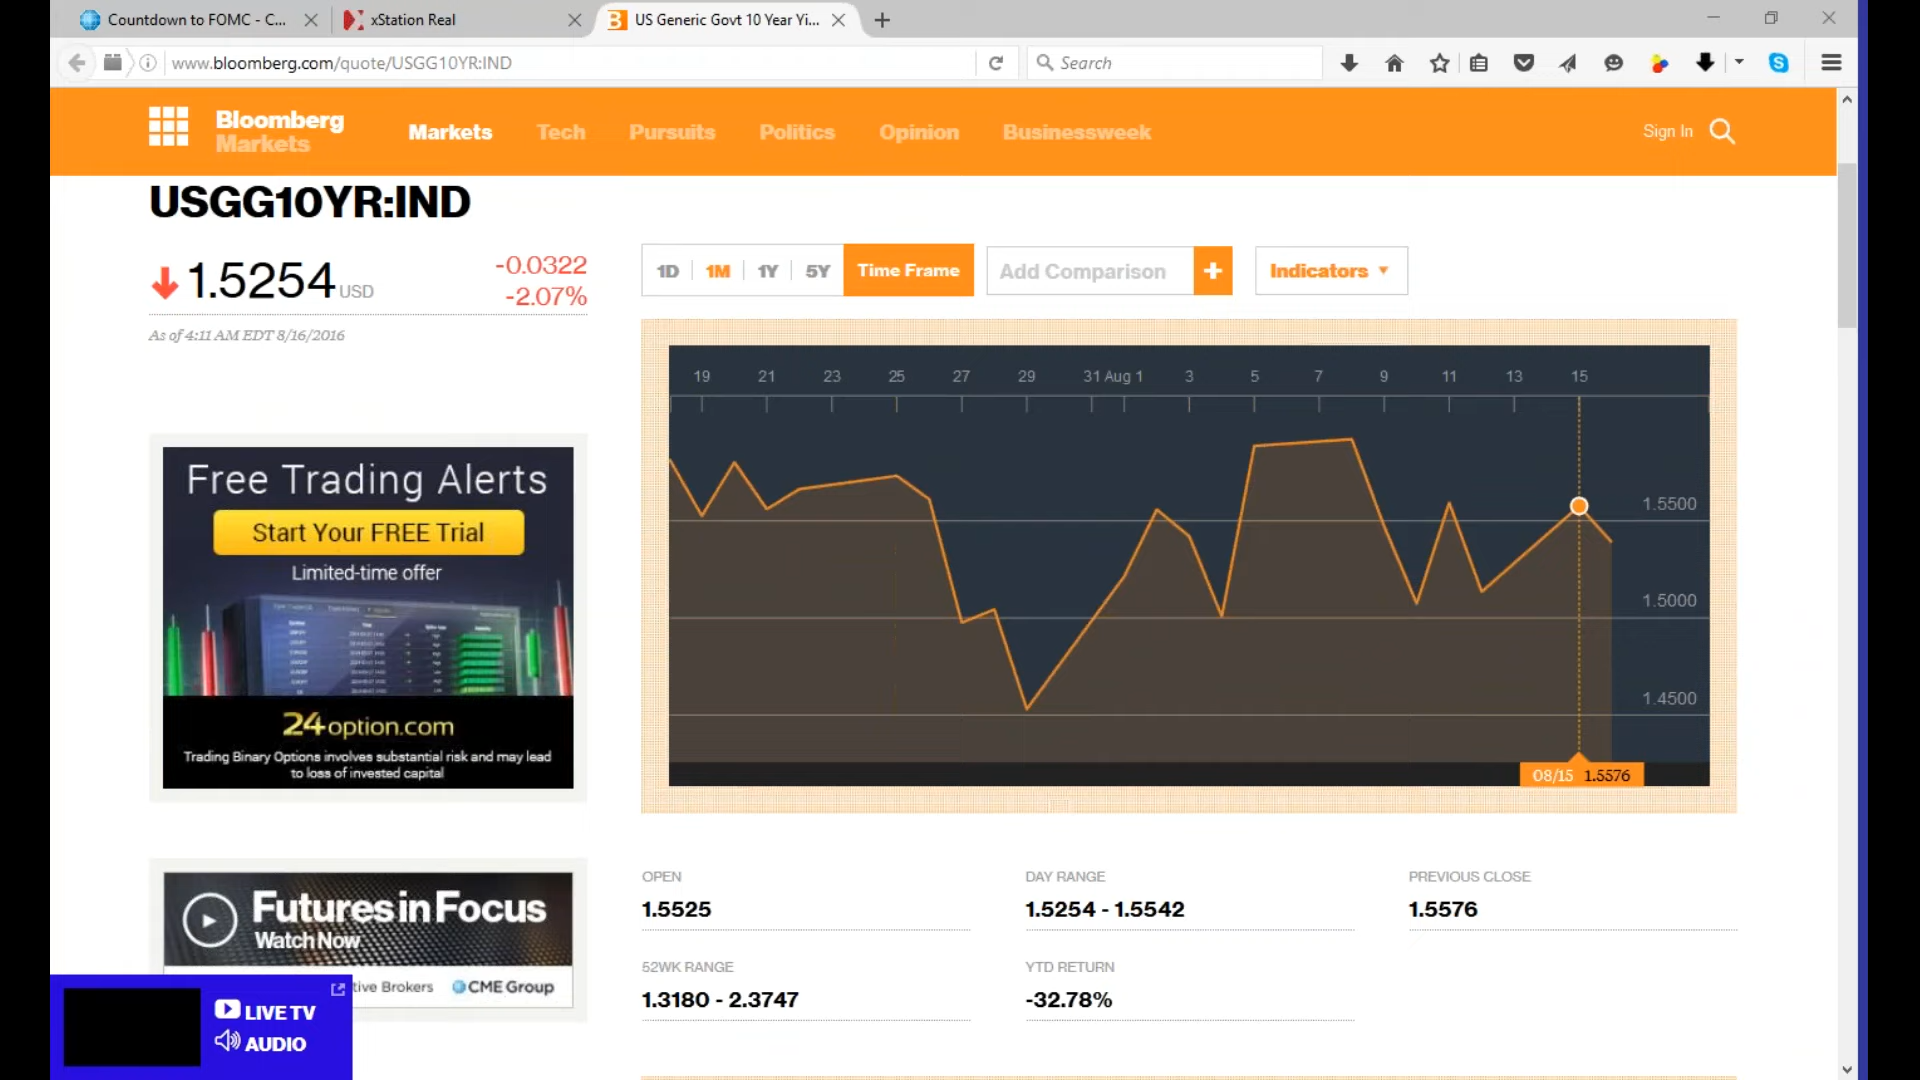 Countdown to FOMC - C...
xStation Real
US Generic Govt 10 Year Yi...
www.bloomberg.com/quote/USGG10YR:IND
Search
Bloomberg
Markets
Markets
Tech
Pursuits
Politics
Opinion
Businessweek
Sign In
USGG10YR:IND
1.5254 USD
-0.0322
-2.07%
As of 4:11 AM EDT 8/16/2016
1D
1M
1Y
5Y
Time Frame
Add Comparison
+
Indicators
19 21 23 25 27 29 31 Aug 1 3 5 7 9 11 13 15
1.5500
1.5000
1.4500
08/15 1.5576
Free Trading Alerts
Start Your FREE Trial
Limited-time offer
24option.com
Trading Binary Options involves substantial risk and may lead
to loss of invested capital
OPEN
1.5525
DAY RANGE
1.5254 - 1.5542
PREVIOUS CLOSE
1.5576
52WK RANGE
1.3180 - 2.3747
YTD RETURN
-32.78%
Futures in Focus
Watch Now
tive Brokers
CME Group
LIVE TV
AUDIO